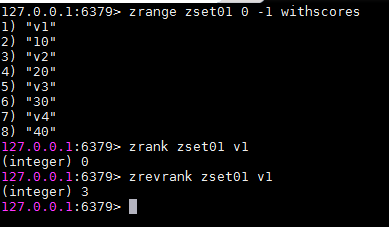 127.0.0.1:6379> zrange zset01 0 -1 withscores
1) "v1"
2) "10"
3) "v2"
4) "20"
5) "v3"
6) "30"
7) "v4"
8) "40"
127.0.0.1:6379> zrank zset01 v1
(integer) 0
127.0.0.1:6379> zrevrank zset01 v1
(integer) 3
127.0.0.1:6379>